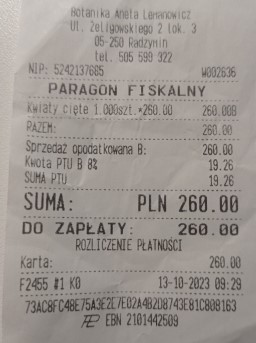 Botanika Aneta Lemanowicz
Ul. Żeligowskiego 2 lok. 3
05-250 Radzymin
tel. 505 599 322
NIP: 5242137685 W002636
PARAGON FISKALNY
Kwiaty cięte 1.000szt.*260.00 260.00B
RAZEM: 260.00
Sprzedaż opodatkowana B: 260.00
Kwota PTU B 8% 19.26
SUMA PTU 19.26
SUMA: PLN 260.00
DO ZAPŁATY: 260.00
ROZLICZENIE PŁATNOŚCI
Karta: 260.00
F2455 #1 KO 13-10-2023 09:29
EBN 2101442509